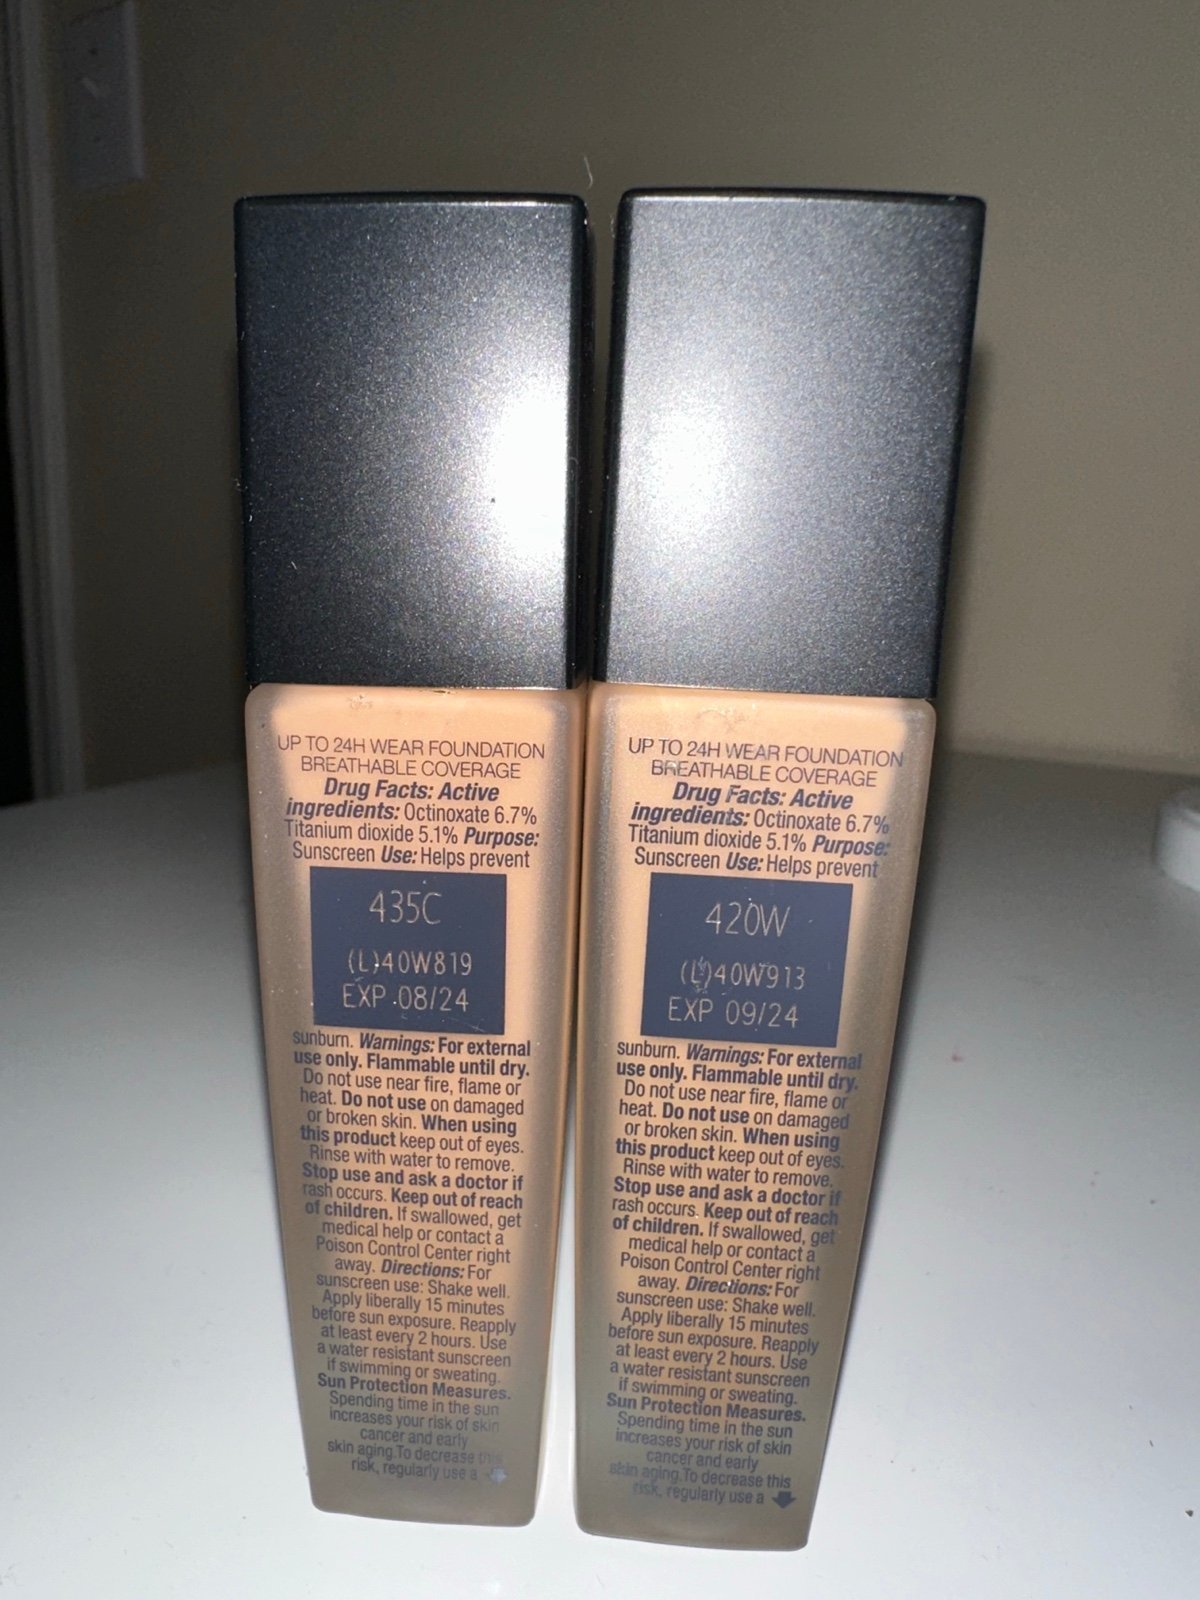 UP TO 24H WEAR FOUNDATION
BREATHABLE COVERAGE
Drug Facts: Active
ingredients: Octinoxate 6.7%
Titanium dioxide 5.1% Purpose:
Sunscreen Use: Helps prevent
435C
(L)40W819
EXP 08/24
sunburn. Warnings: For external
use only. Flammable until dry.
Do not use near fire, flame or
heat. Do not use on damaged
or broken skin. When using
this product keep out of eyes.
Rinse with water to remove.
Stop use and ask a doctor if
rash occurs. Keep out of reach
of children. If swallowed, get
medical help or contact a
Poison Control Center right
away. Directions: For
sunscreen use: Shake well.
Apply liberally 15 minutes
before sun exposure. Reapply
at least every 2 hours. Use
a water resistant sunscreen
if swimming or sweating.
Sun Protection Measures.
Spending time in the sun
increases your risk of skin
cancer and early
skin aging.To decrease this
risk, regularly use a
UP TO 24H WEAR FOUNDATION
BREATHABLE COVERAGE
Drug Facts: Active
ingredients: Octinoxate 6.7%
Titanium dioxide 5.1% Purpose:
Sunscreen Use: Helps prevent
420W
(L)40W913
EXP 09/24
sunburn. Warnings: For external
use only. Flammable until dry.
Do not use near fire, flame or
heat. Do not use on damaged
or broken skin. When using
this product keep out of eyes.
Rinse with water to remove.
Stop use and ask a doctor if
rash occurs. Keep out of reach
of children. If swallowed, get
medical help or contact a
Poison Control Center right
away. Directions: For
sunscreen use: Shake well.
Apply liberally 15 minutes
before sun exposure. Reapply
at least every 2 hours. Use
a water resistant sunscreen
if swimming or sweating.
Sun Protection Measures.
Spending time in the sun
increases your risk of skin
cancer and early
skin aging.To decrease this
risk, regularly use a